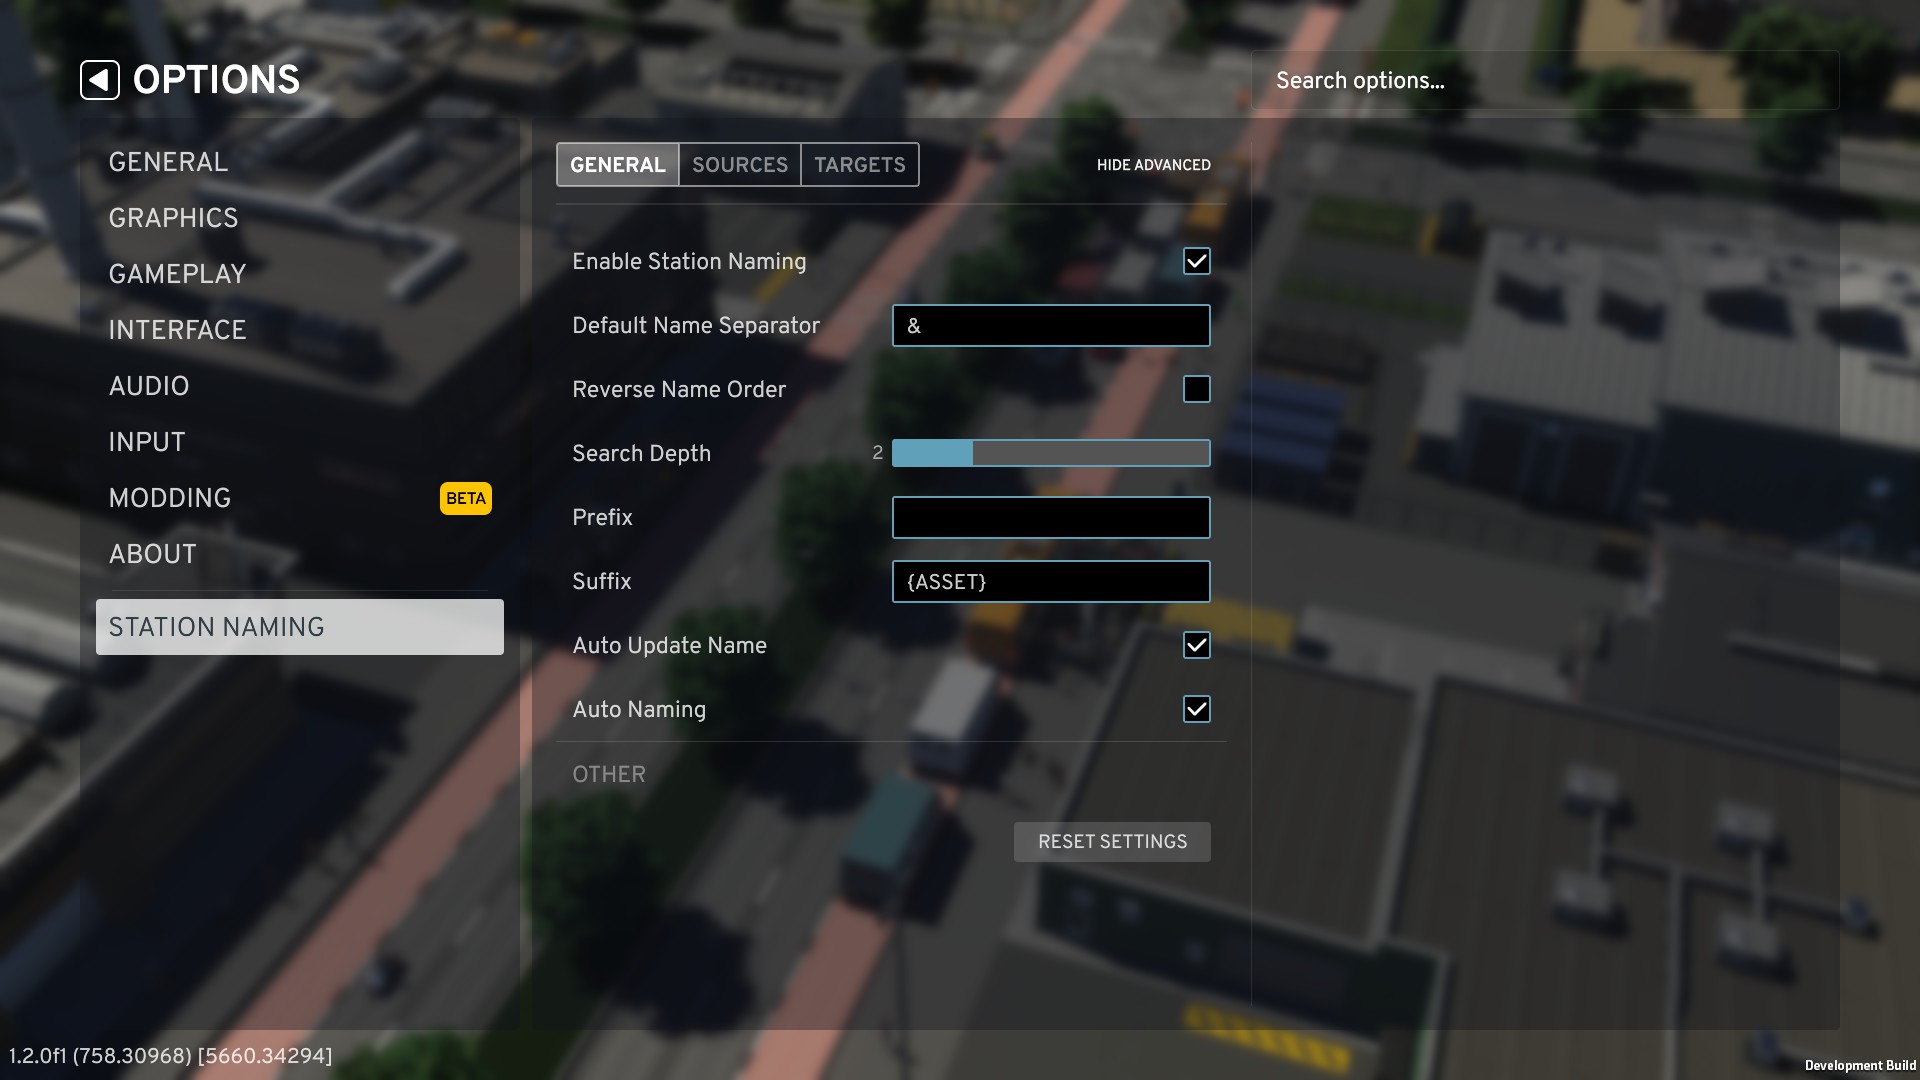 OPTIONS
Search options...
GENERAL
GRAPHICS
GAMEPLAY
INTERFACE
AUDIO
INPUT
MODDING BETA
ABOUT
STATION NAMING
GENERAL SOURCES TARGETS HIDE ADVANCED
Enable Station Naming
Default Name Separator &
Reverse Name Order
Search Depth 2
Prefix
Suffix {ASSET}
Auto Update Name
Auto Naming
OTHER
RESET SETTINGS
1.2.0f1 (758.30968) [5660.34294]
Development Build